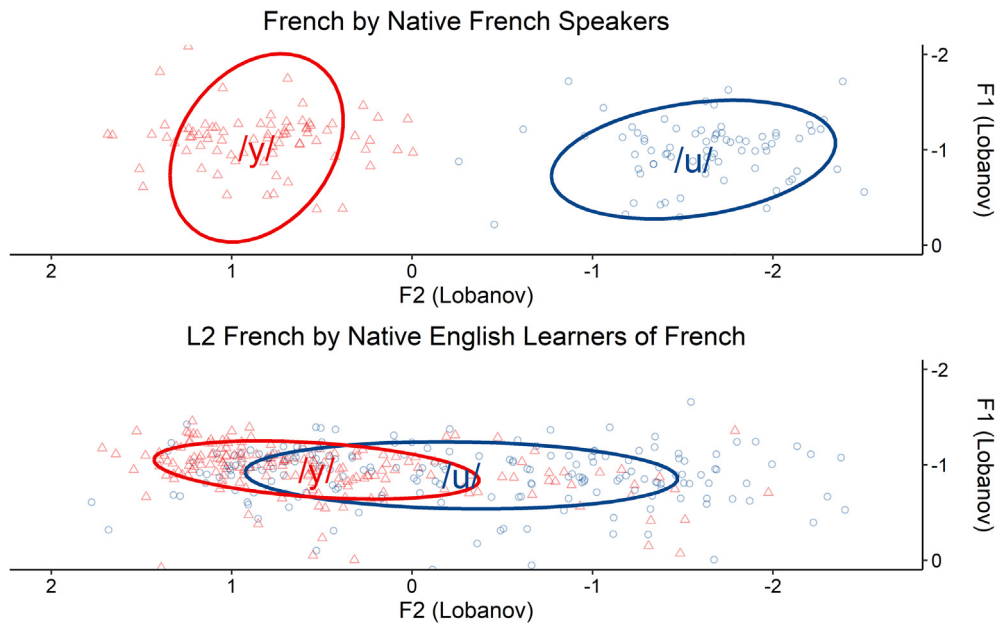 French by Native French Speakers
-2
-1
0
F1 (Lobanov)
/y/
/u/
2
1
0
-1
-2
F2 (Lobanov)
L2 French by Native English Learners of French
-2
-1
0
F1 (Lobanov)
/y/
/u/
2
1
0
-1
-2
F2 (Lobanov)